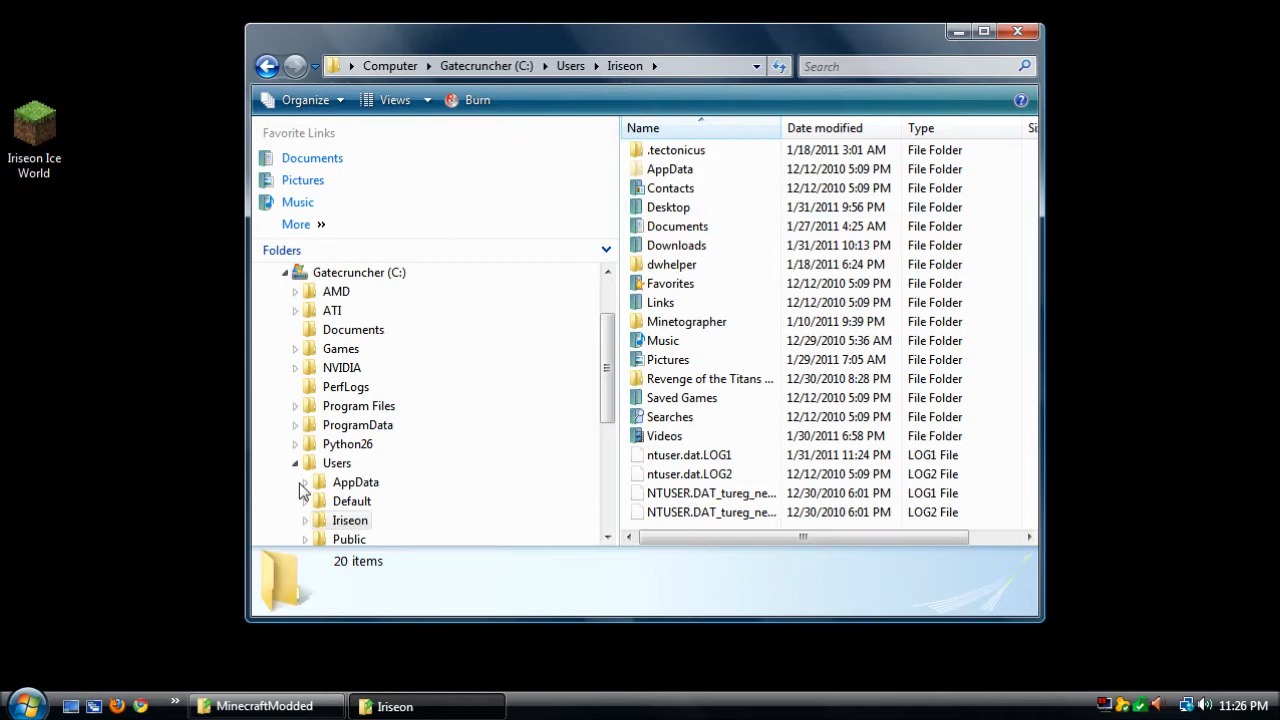 Iriseon Ice
World
Computer Gatecruncher (C:) Users Iriseon
Search
Organize Views Burn
Favorite Links
Documents
Pictures
Music
More »
Folders
Gatecruncher (C:)
AMD
ATI
Documents
Games
NVIDIA
PerfLogs
Program Files
ProgramData
Python26
Users
AppData
Default
Iriseon
Public
Name Date modified Type Si
.tectonicus 1/18/2011 3:01 AM File Folder
AppData 12/12/2010 5:09 PM File Folder
Contacts 12/12/2010 5:09 PM File Folder
Desktop 1/31/2011 9:56 PM File Folder
Documents 1/27/2011 4:25 AM File Folder
Downloads 1/31/2011 10:13 PM File Folder
dwhelper 1/18/2011 6:24 PM File Folder
Favorites 12/12/2010 5:09 PM File Folder
Links 12/12/2010 5:09 PM File Folder
Minetographer 1/10/2011 9:39 PM File Folder
Music 12/29/2010 5:36 AM File Folder
Pictures 1/29/2011 7:05 AM File Folder
Revenge of the Titans ... 12/30/2010 8:28 PM File Folder
Saved Games 12/12/2010 5:09 PM File Folder
Searches 12/12/2010 5:09 PM File Folder
Videos 1/30/2011 6:58 PM File Folder
ntuser.dat.LOG1 1/31/2011 11:24 PM LOG1 File
ntuser.dat.LOG2 12/12/2010 5:09 PM LOG2 File
NTUSER.DAT_tureg_ne... 12/30/2010 6:01 PM LOG1 File
NTUSER.DAT_tureg_ne... 12/30/2010 6:01 PM LOG2 File
20 items
» MinecraftModded Iriseon 11:26 PM